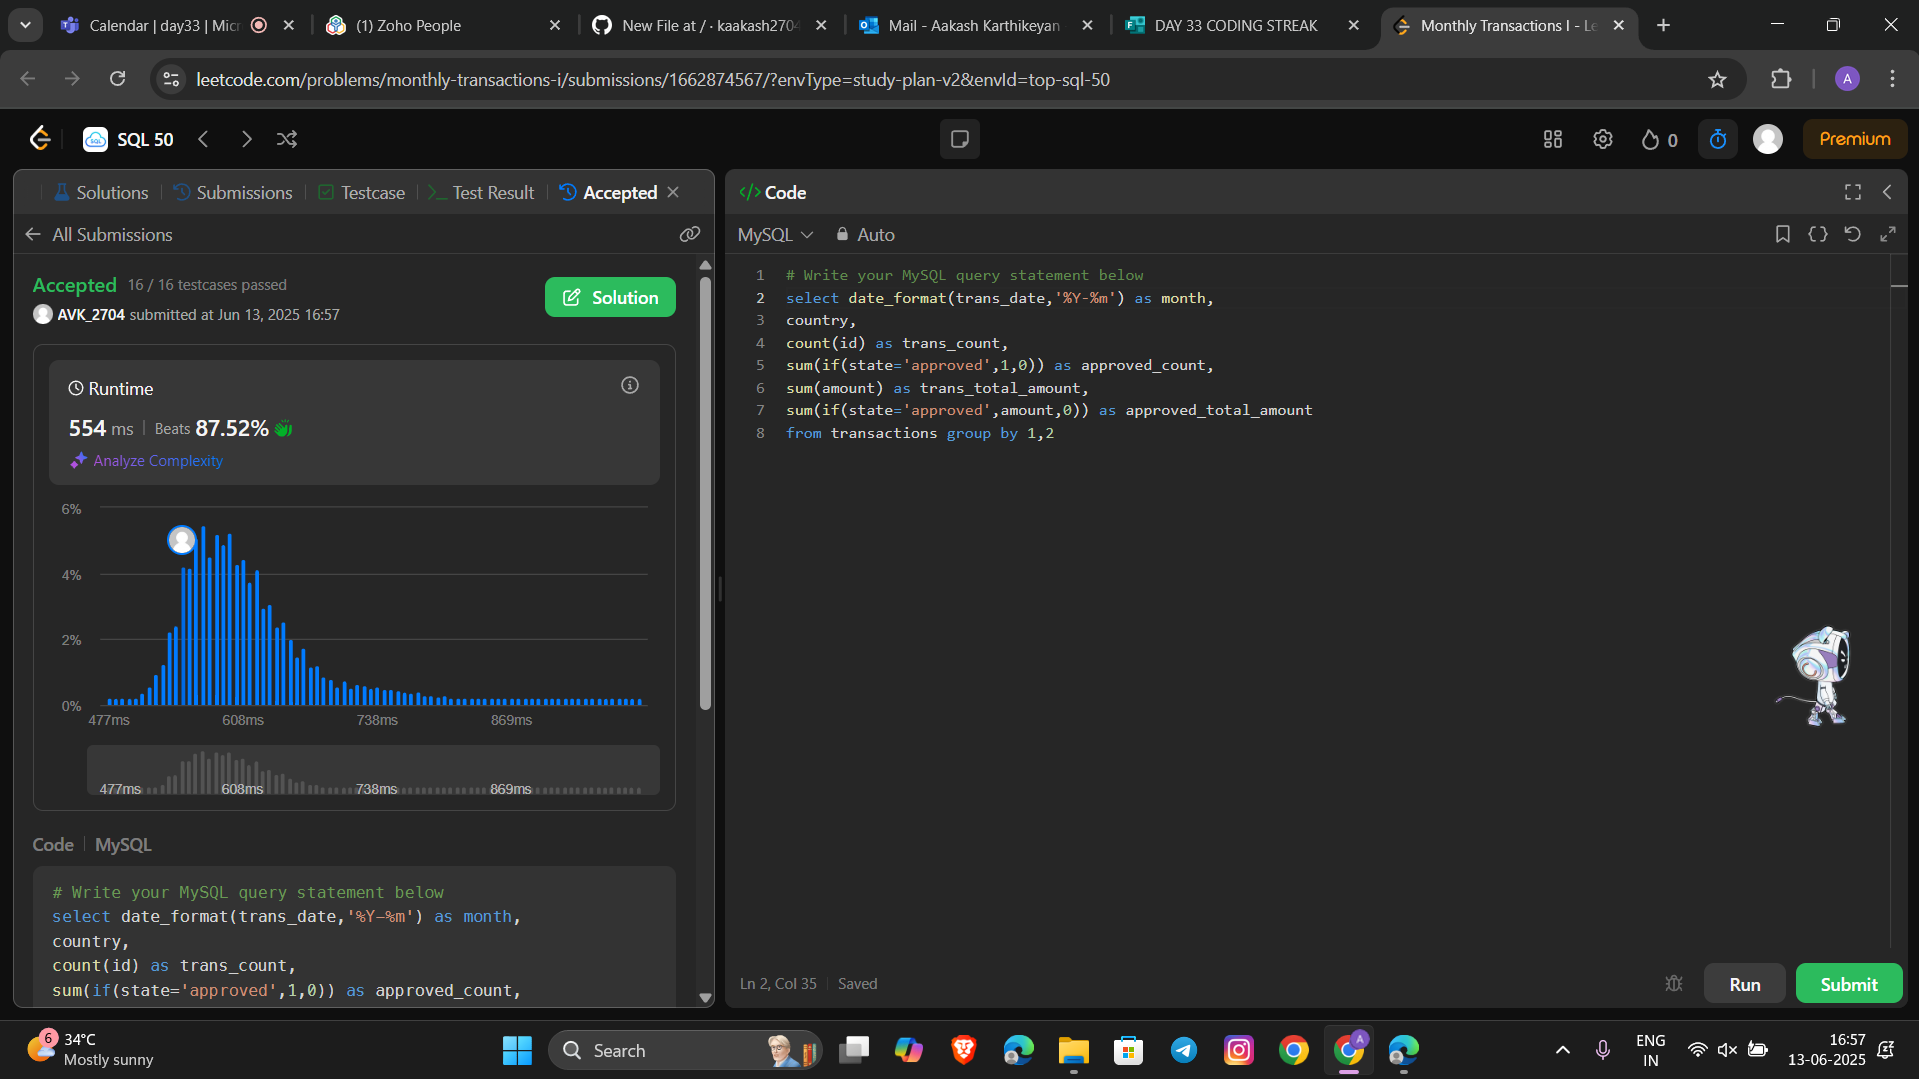 Calendar | day33 | Micr
(1) Zoho People
New File at / · kaakash2704
Mail - Aakash Karthikeyan
DAY 33 CODING STREAK
Monthly Transactions I - Le
leetcode.com/problems/monthly-transactions-i/submissions/1662874567/?envType=study-plan-v2&envId=top-sql-50
A
SQL 50
0
Premium
Solutions
Submissions
Testcase
Test Result
Accepted
</> Code
All Submissions
MySQL
Auto
Accepted 16 / 16 testcases passed
AVK_2704 submitted at Jun 13, 2025 16:57
Solution
Runtime
554 ms | Beats 87.52%
Analyze Complexity
6%
4%
2%
0%
477ms 608ms 738ms 869ms
477ms 608ms 738ms 869ms
Code | MySQL
# Write your MySQL query statement below
select date_format(trans_date,'%Y-%m') as month,
country,
count(id) as trans_count,
sum(if(state='approved',1,0)) as approved_count,
1 # Write your MySQL query statement below
2 select date_format(trans_date,'%Y-%m') as month,
3 country,
4 count(id) as trans_count,
5 sum(if(state='approved',1,0)) as approved_count,
6 sum(amount) as trans_total_amount,
7 sum(if(state='approved',amount,0)) as approved_total_amount
8 from transactions group by 1,2
Ln 2, Col 35 | Saved
Run
Submit
6
34°C
Mostly sunny
Search
A
ENG
IN
16:57
13-06-2025